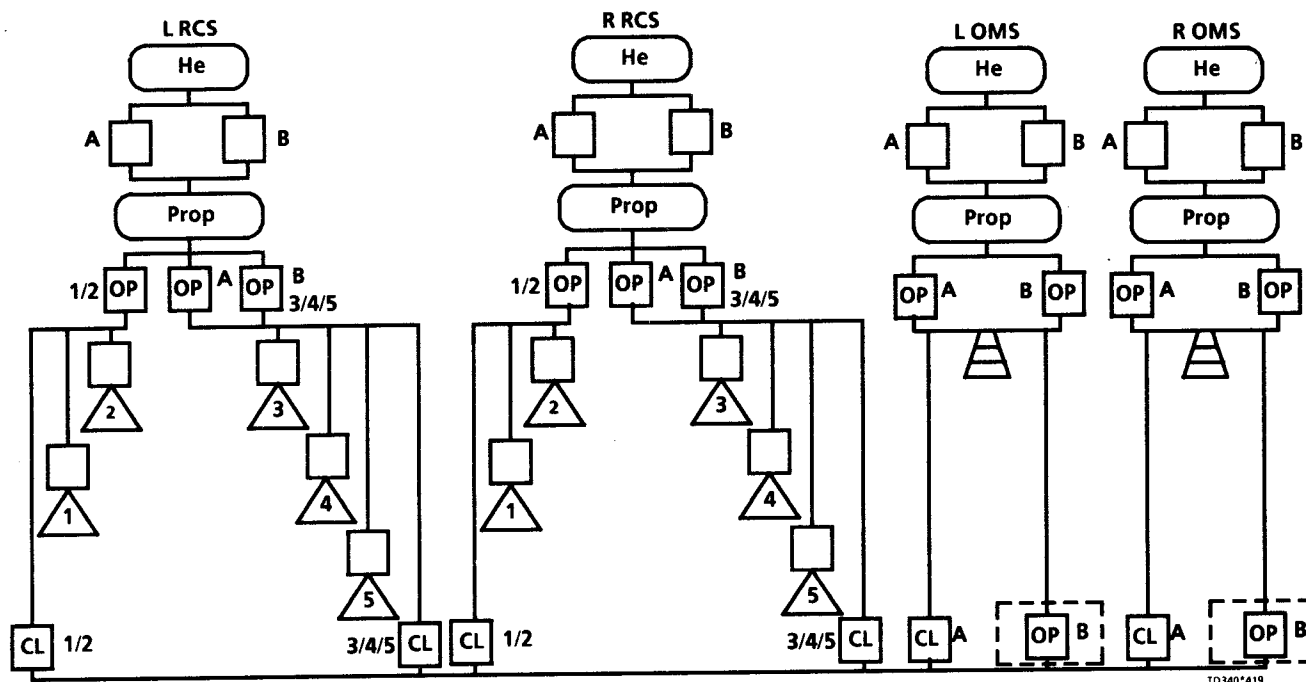 L RCS
R RCS
L OMS
R OMS
He
He
He
He
A
B
A
B
A
B
A
B
Prop
Prop
Prop
Prop
1/2
OP
OP
A
OP
B
3/4/5
1/2
OP
OP
A
OP
B
3/4/5
OP
A
B
OP
OP
A
B
OP
2
3
2
3
1
4
1
4
5
5
CL
1/2
3/4/5
CL
CL
1/2
3/4/5
CL
CL
A
OP
B
CL
A
OP
B
TD340*419